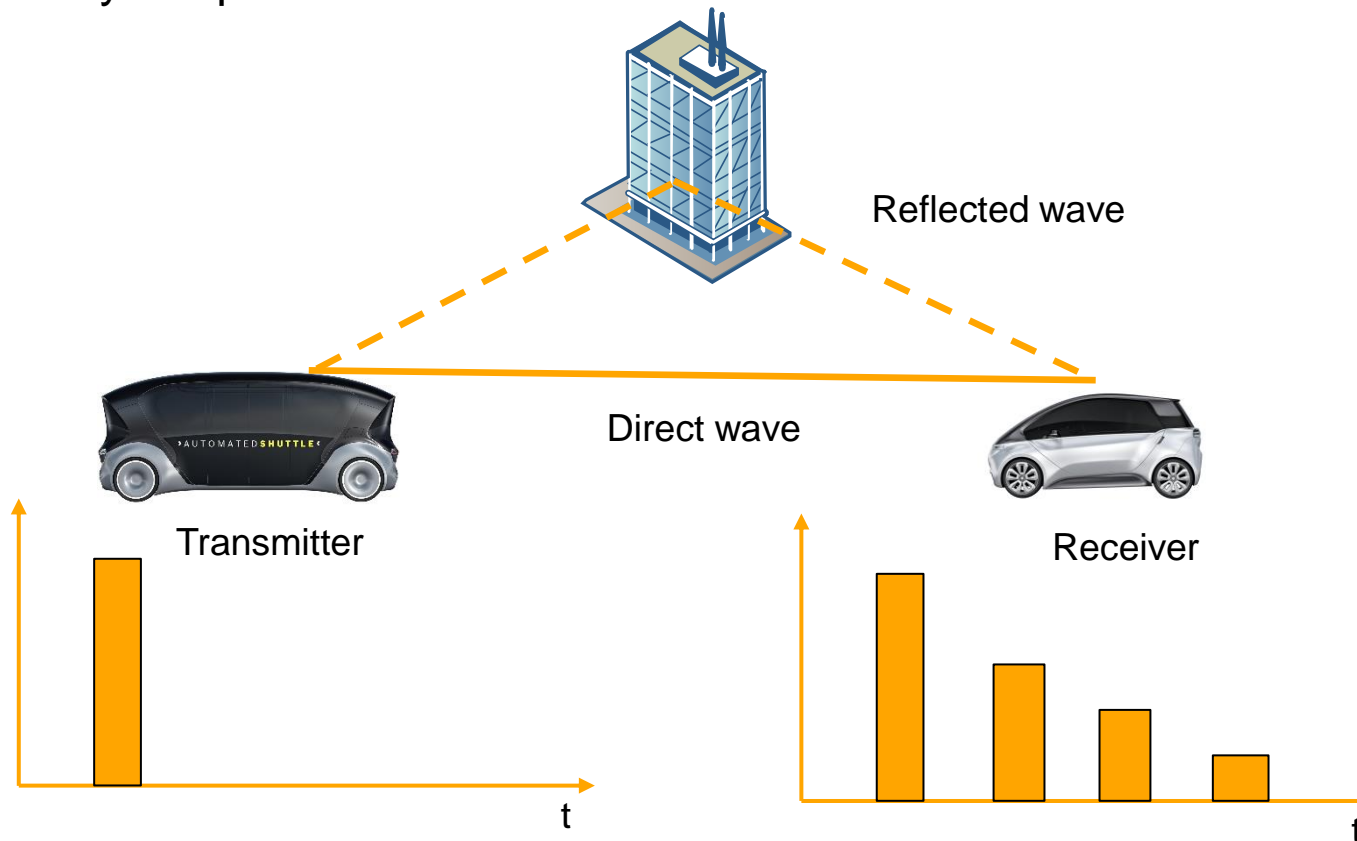 Reflected wave
Direct wave
›AUTOMATEDSHUTTLE‹
Transmitter
Receiver
t
t